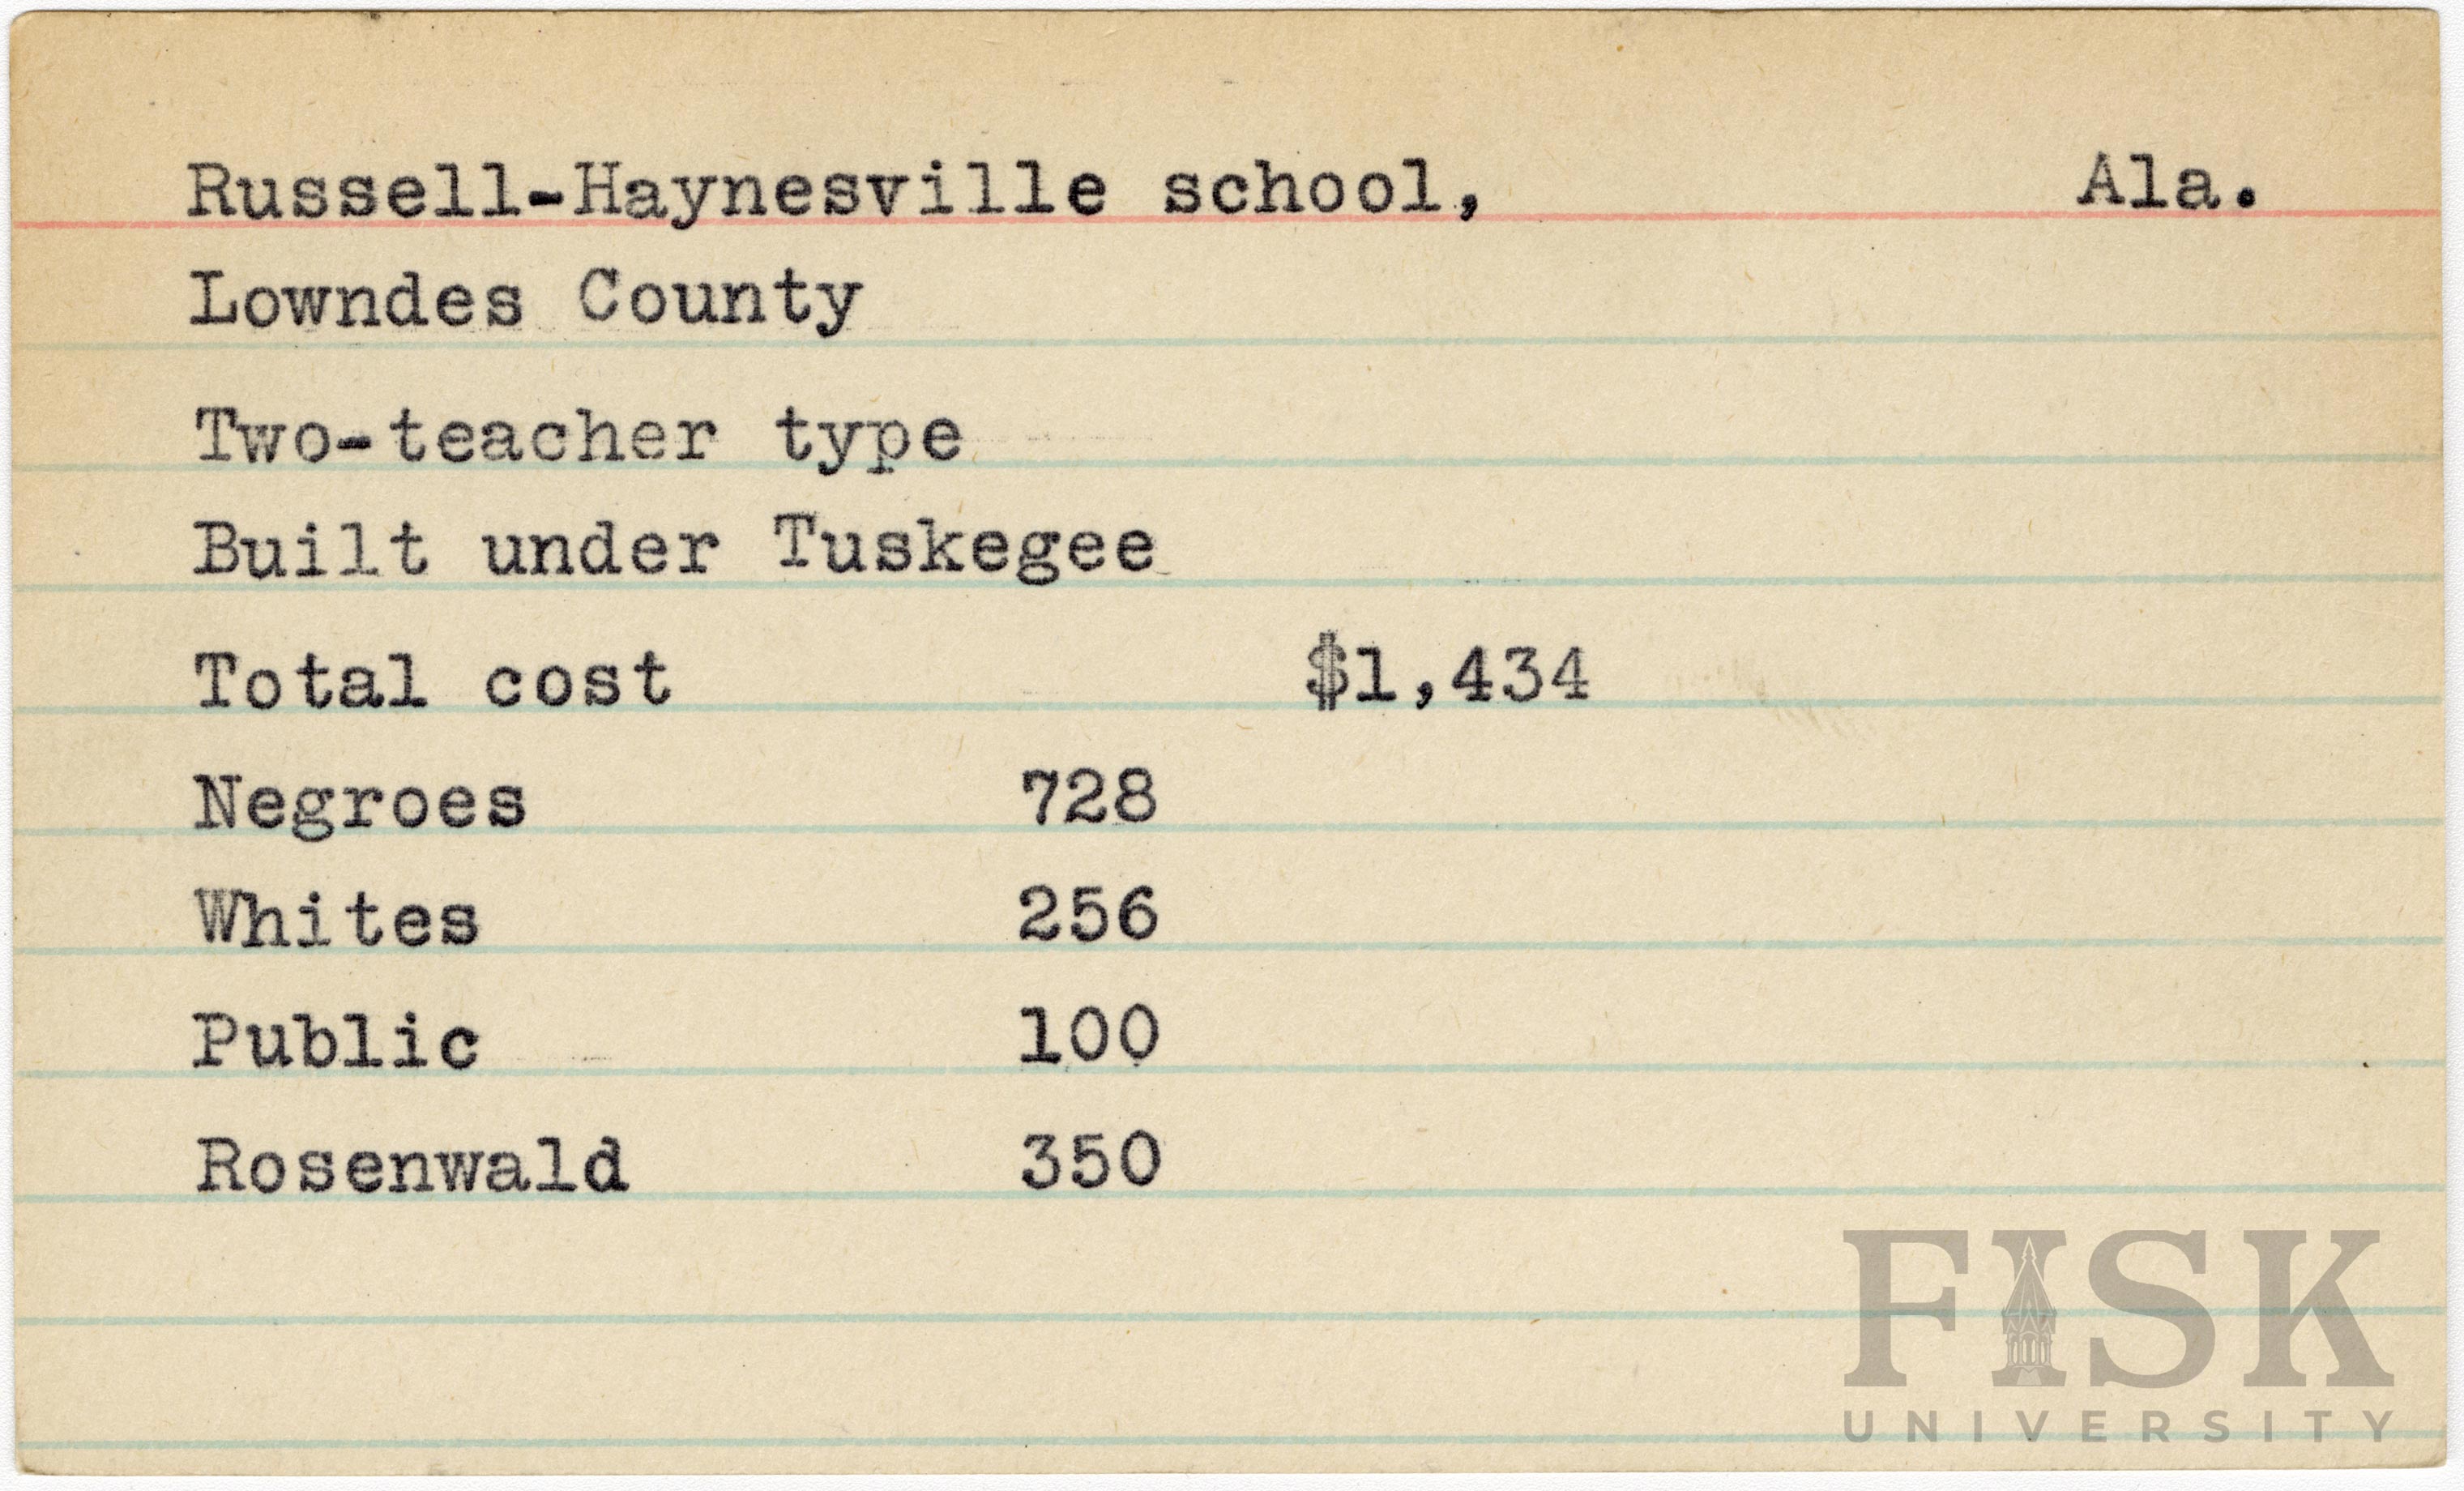 Russell-Haynesville school, Ala.
Lowndes County
Two-teacher type
Built under Tuskegee
Total cost $1,434
Negroes 728
Whites 256
Public 100
Rosenwald 350
FISK
UNIVERSITY